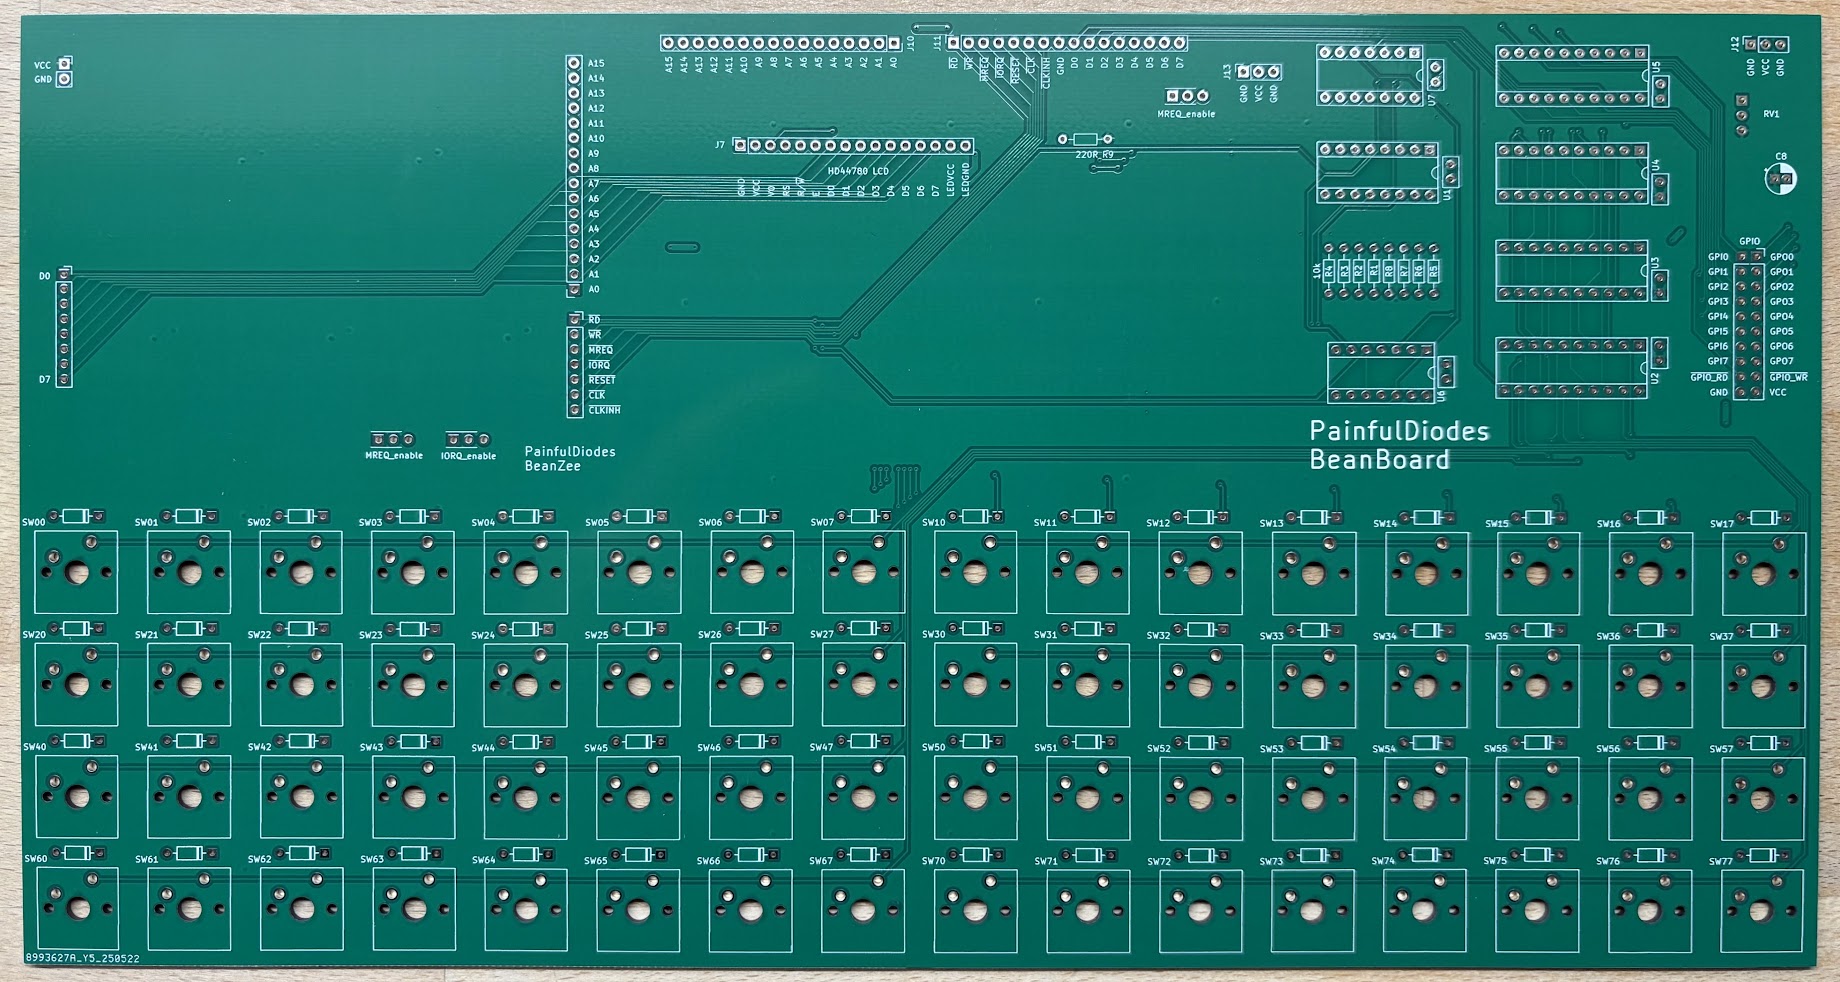 VCC
GND
A15 A14 A13 A12 A11 A10 A9 A8 A7 A6 A5 A4 A3 A2 A1 A0
J10
J11
RD WR MREQ IORQ RESET CLK CLKINH GND D0 D1 D2 D3 D4 D5 D6 D7
J13
GND VCC GND
MREQ_enable
U7
U5
J12
GND VCC GND
RV1
A15
A14
A13
A12
A11
A10
A9
A8
A7
A6
A5
A4
A3
A2
A1
A0
J7
HD44780 LCD
GND VCC VO RS R/W E D0 D1 D2 D3 D4 D5 D6 D7 LEDVCC LEDGND
220R R9
U1
U4
C8
10k
R4 R3 R2 R1 R8 R7 R6 R5
U3
GPIO
GPI0 GPO0
GPI1 GPO1
GPI2 GPO2
GPI3 GPO3
GPI4 GPO4
GPI5 GPO5
GPI6 GPO6
GPI7 GPO7
GPIO_RD GPIO_WR
GND VCC
D0
D7
RD
WR
MREQ
IORQ
RESET
CLK
CLKINH
U6
U2
MREQ_enable
IORQ_enable
PainfulDiodes
BeanZee
PainfulDiodes
BeanBoard
SW00 SW01 SW02 SW03 SW04 SW05 SW06 SW07 SW10 SW11 SW12 SW13 SW14 SW15 SW16 SW17
SW20 SW21 SW22 SW23 SW24 SW25 SW26 SW27 SW30 SW31 SW32 SW33 SW34 SW35 SW36 SW37
SW40 SW41 SW42 SW43 SW44 SW45 SW46 SW47 SW50 SW51 SW52 SW53 SW54 SW55 SW56 SW57
SW60 SW61 SW62 SW63 SW64 SW65 SW66 SW67 SW70 SW71 SW72 SW73 SW74 SW75 SW76 SW77
8993627A_Y5_250522